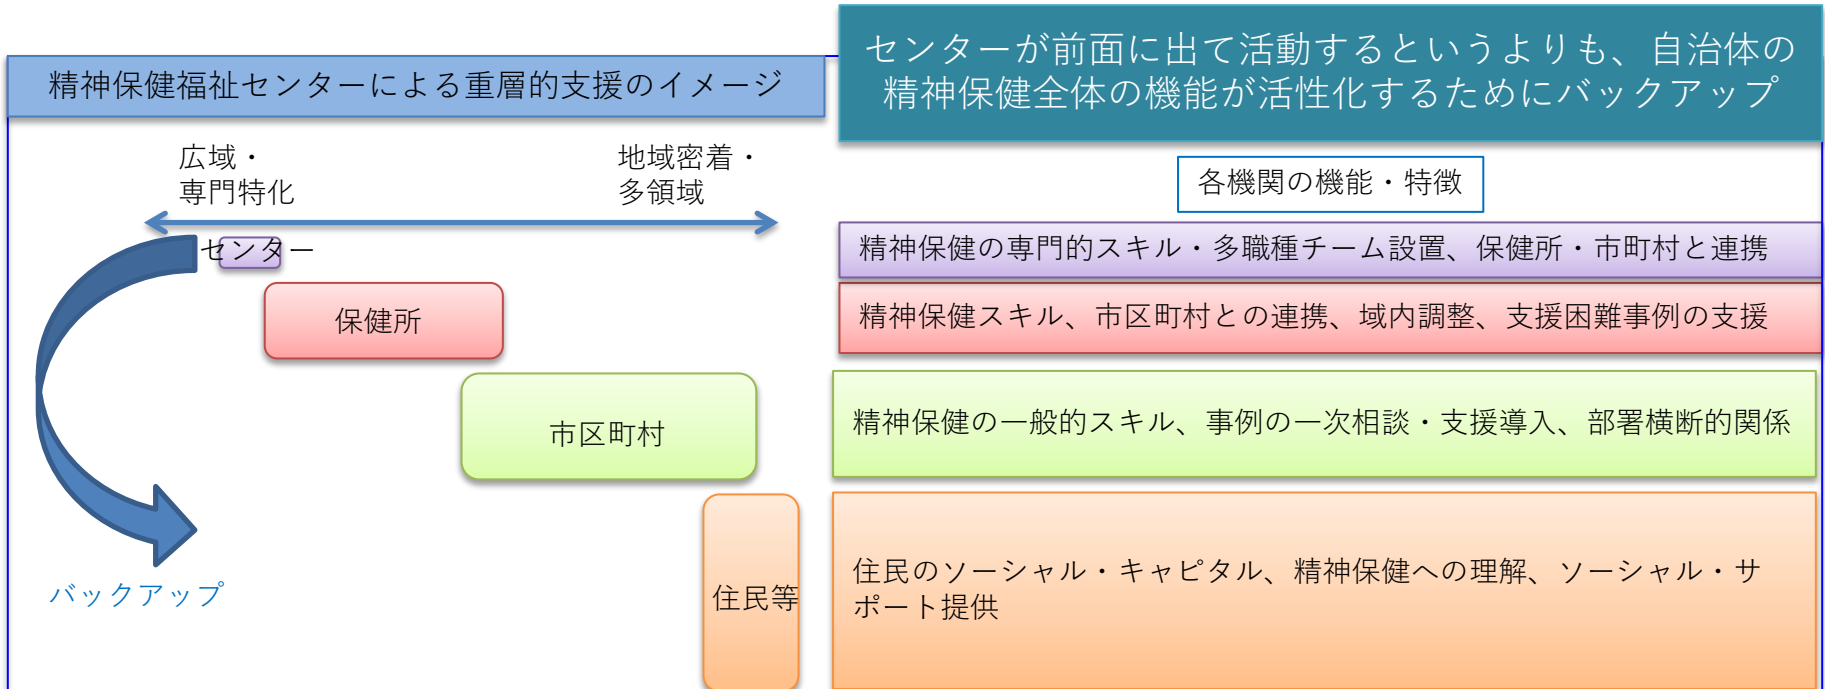 精神保健福祉センターによる重層的支援のイメージ
センターが前面に出て活動するというよりも、自治体の
精神保健全体の機能が活性化するためにバックアップ
広域・
専門特化
地域密着・
多領域
各機関の機能・特徴
センター
精神保健の専門的スキル・多職種チーム設置、保健所・市町村と連携
保健所
精神保健スキル、市区町村との連携、域内調整、支援困難事例の支援
市区町村
精神保健の一般的スキル、事例の一次相談・支援導入、部署横断的関係
バックアップ
住民等
住民のソーシャル・キャピタル、精神保健への理解、ソーシャル・サ
ポート提供